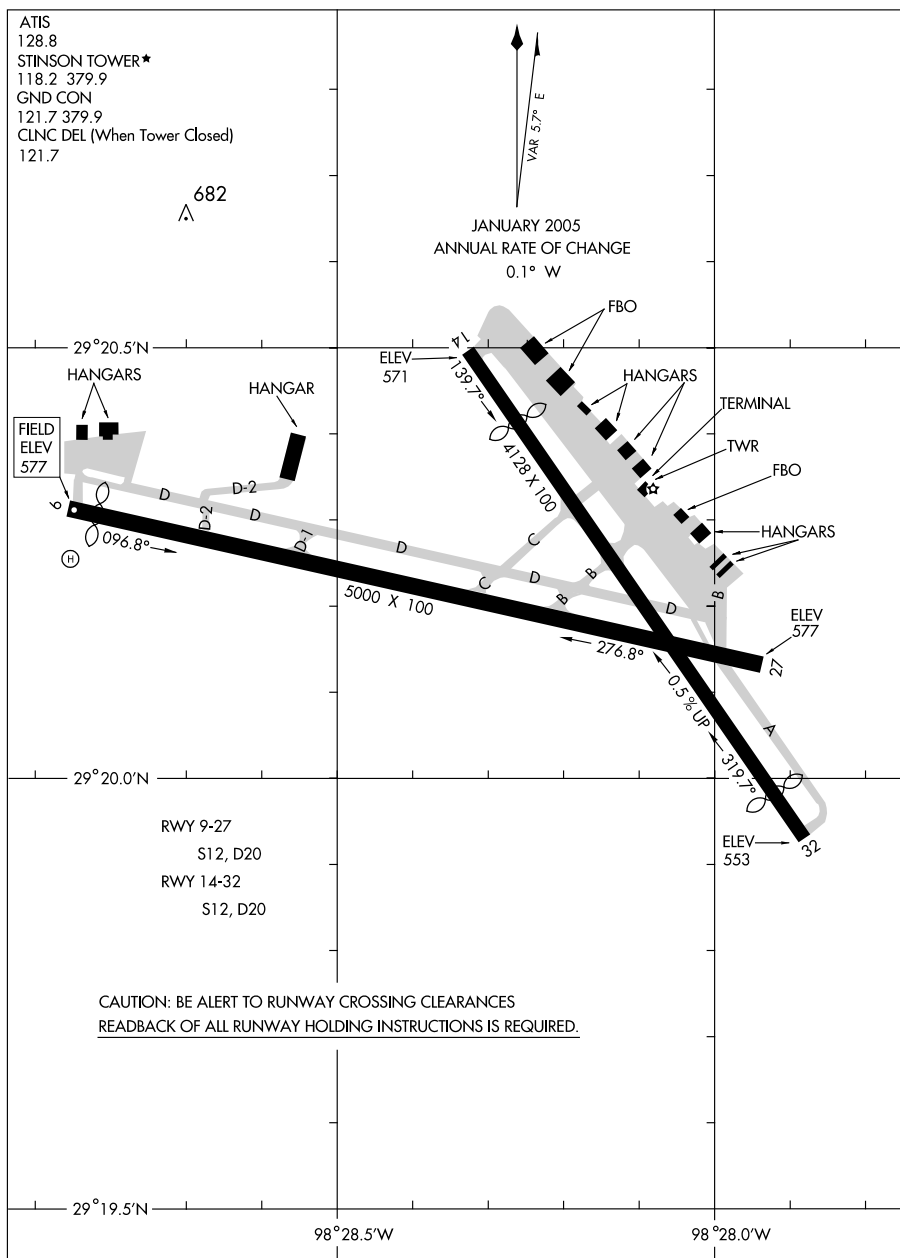 ATIS
128.8
STINSON TOWER★
118.2 379.9
GND CON
121.7 379.9
CLNC DEL (When Tower Closed)
121.7
682
VAR 5.7° E
JANUARY 2005
ANNUAL RATE OF CHANGE
0.1° W
FBO
29°20.5'N
14
ELEV
571
139.7°
HANGARS
HANGAR
HANGARS
TERMINAL
TWR
FBO
HANGARS
FIELD
ELEV
577
4128 X 100
D
D-2
D-2
D
D-1
D
C
C
D
B
B
B
D
9
096.8°
H
5000 X 100
276.8°
ELEV
577
27
0.5% UP
A
319.7°
29°20.0'N
ELEV
553
32
RWY 9-27
S12, D20
RWY 14-32
S12, D20
CAUTION: BE ALERT TO RUNWAY CROSSING CLEARANCES
READBACK OF ALL RUNWAY HOLDING INSTRUCTIONS IS REQUIRED.
29°19.5'N
98°28.5'W
98°28.0'W